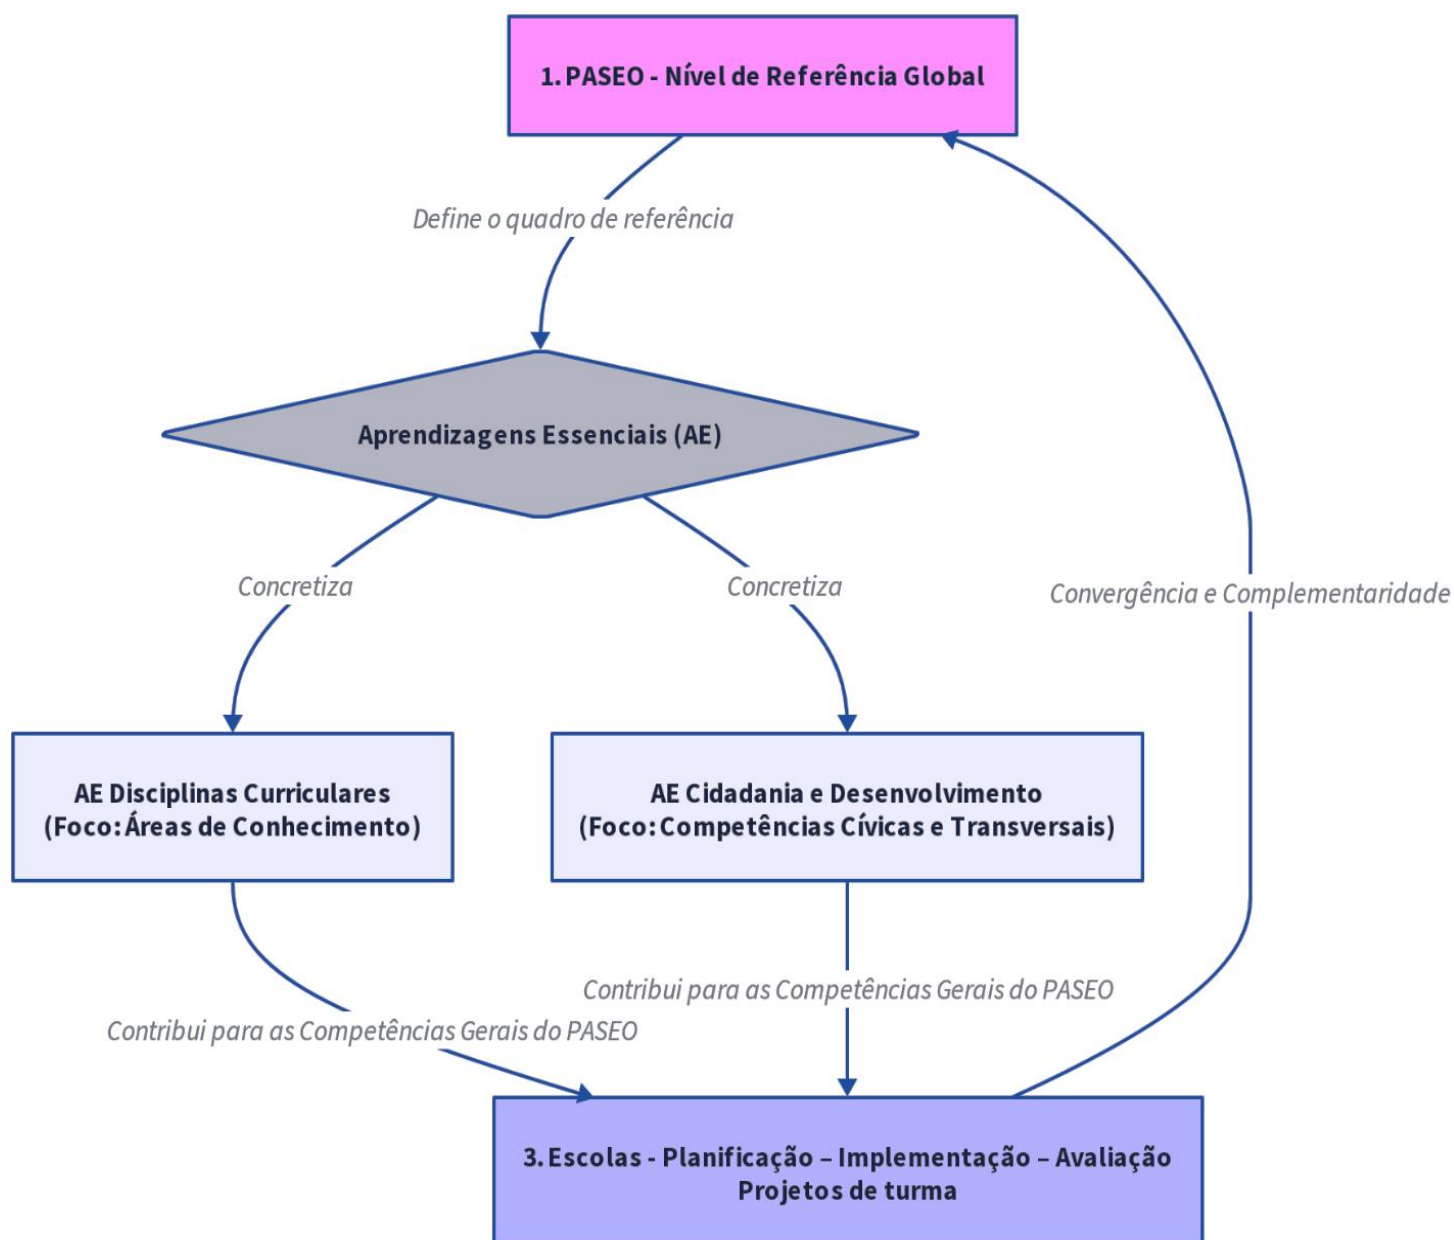 1. PASEO - Nível de Referência Global
Define o quadro de referência
Aprendizagens Essenciais (AE)
Concretiza
Concretiza
Convergência e Complementaridade
AE Disciplinas Curriculares
(Foco: Áreas de Conhecimento)
AE Cidadania e Desenvolvimento
(Foco: Competências Cívicas e Transversais)
Contribui para as Competências Gerais do PASEO
Contribui para as Competências Gerais do PASEO
3. Escolas - Planificação – Implementação – Avaliação
Projetos de turma